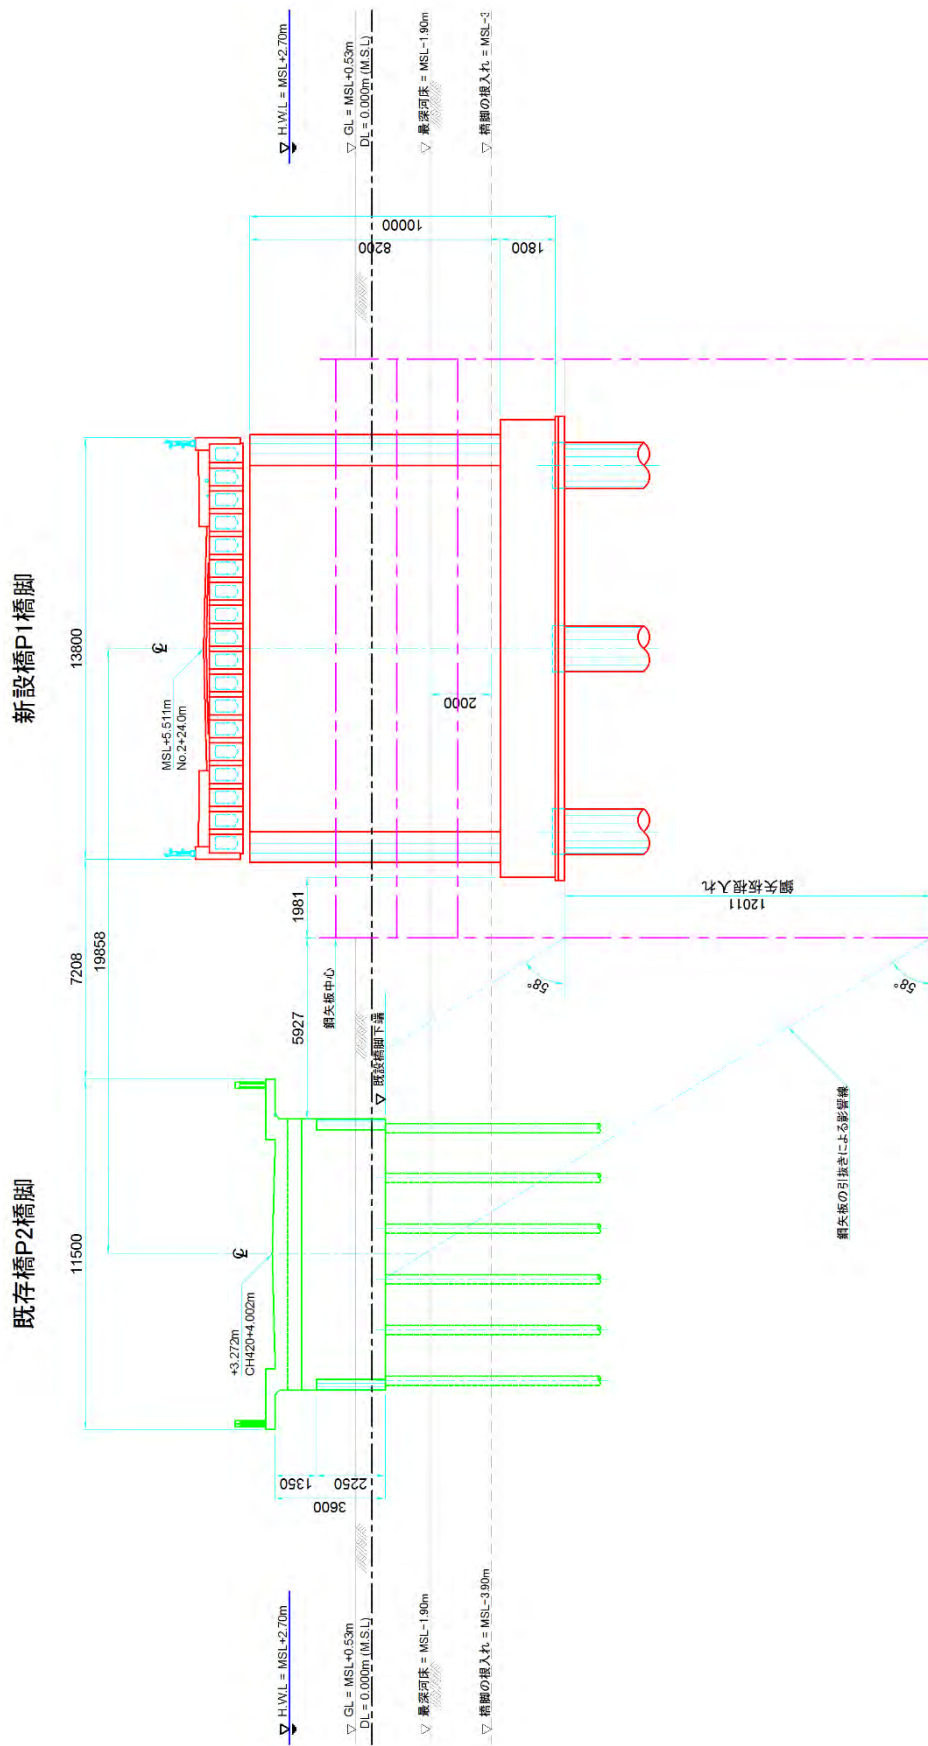 既存橋P2橋脚
新設橋P1橋脚
11500
7208
13800
19858
+3.272m
CH420+4.002m
MSL+5.511m
No.2+24.0m
▽ H.W.L = MSL+2.70m
▽ GL = MSL+0.53m
DL = 0.000m (M.S.L)
▽ 最深河床 = MSL-1.90m
▽ 橋脚の根入れ = MSL-3.90m
1350
2250
3600
5927
1981
鋼矢板中心
▽ 既設橋脚下端
2000
8200
1800
10000
58°
58°
12011
鋼矢板根入れ
鋼矢板の引抜きによる影響線
▽ H.W.L = MSL+2.70m
▽ GL = MSL+0.53m
DL = 0.000m (M.S.L)
▽ 最深河床 = MSL-1.90m
▽ 橋脚の根入れ = MSL-3